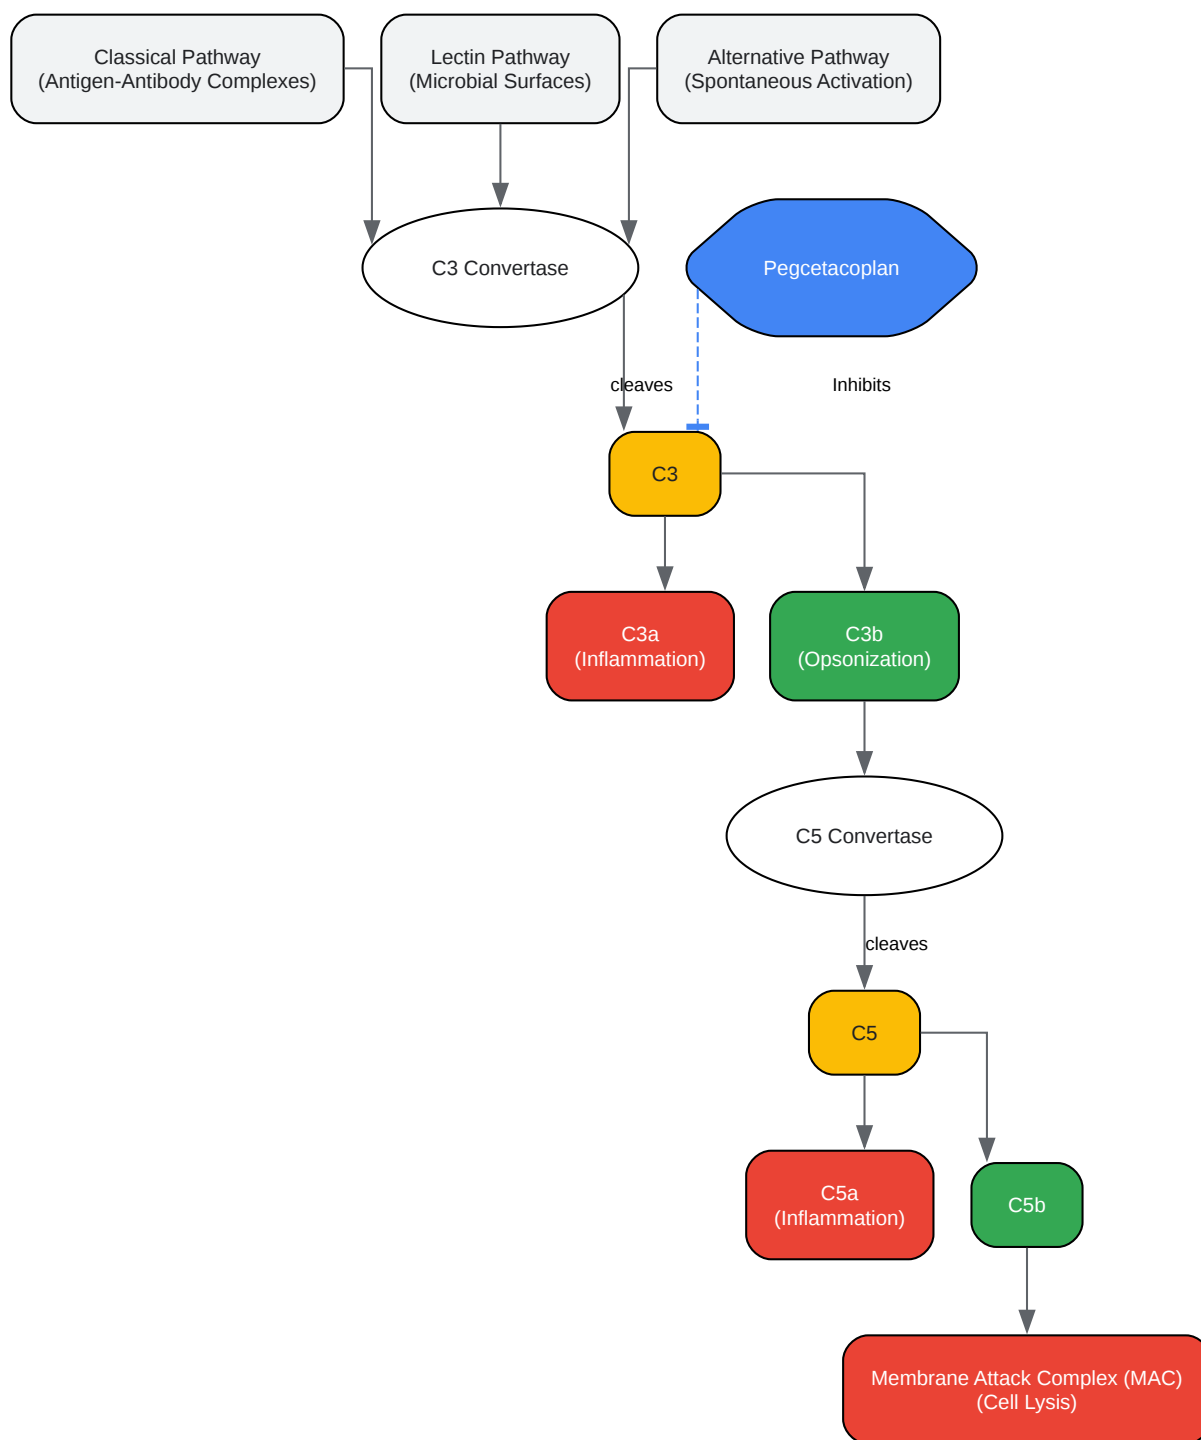 Classical Pathway
(Antigen-Antibody Complexes)
Lectin Pathway
(Microbial Surfaces)
Alternative Pathway
(Spontaneous Activation)
C3 Convertase
Pegcetacoplan
cleaves
Inhibits
C3
C3a
(Inflammation)
C3b
(Opsonization)
C5 Convertase
cleaves
C5
C5a
(Inflammation)
C5b
Membrane Attack Complex (MAC)
(Cell Lysis)